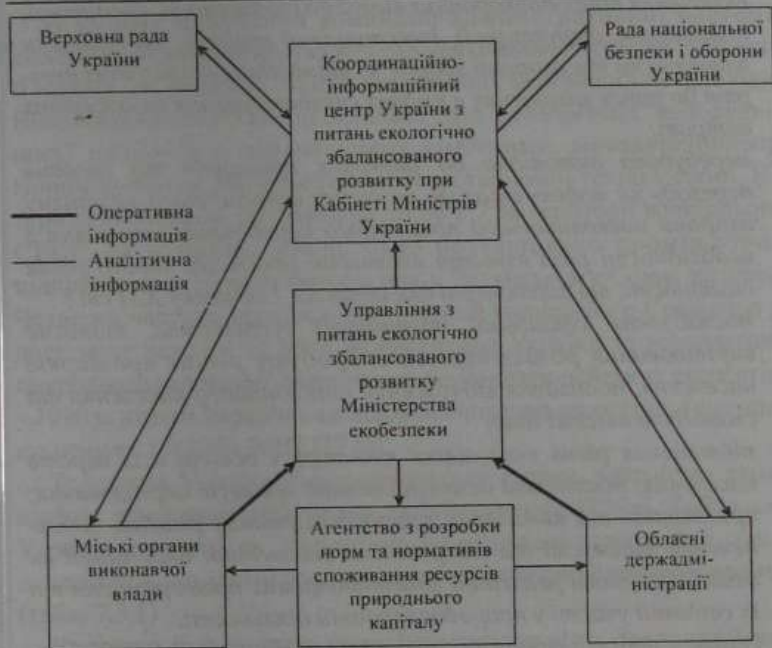 Верховна рада
України
Координаційно-
інформаційний
центр України з
питань екологічно
збалансованого
розвитку при
Кабінеті Міністрів
України
Рада національної
безпеки і оборони
України
Оперативна
інформація
Аналітична
інформація
Управління з
питань екологічно
збалансованого
розвитку
Міністерства
екобезпеки
Міські органи
виконавчої
влади
Агентство з розробки
норм та нормативів
споживання ресурсів
природнього
капіталу
Обласні
держадмі-
ністрації